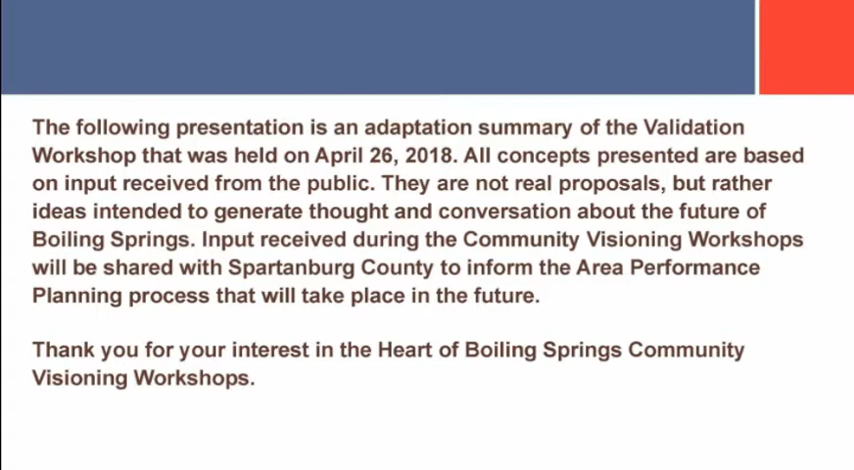 The following presentation is an adaptation summary of the Validation
Workshop that was held on April 26, 2018. All concepts presented are based
on input received from the public. They are not real proposals, but rather
ideas intended to generate thought and conversation about the future of
Boiling Springs. Input received during the Community Visioning Workshops
will be shared with Spartanburg County to inform the Area Performance
Planning process that will take place in the future.
Thank you for your interest in the Heart of Boiling Springs Community
Visioning Workshops.